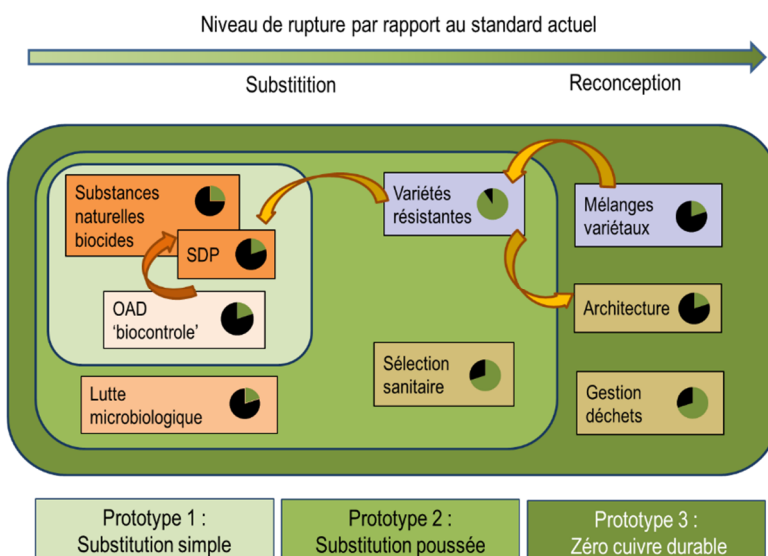 Niveau de rupture par rapport au standard actuel
Substitition
Reconception
Substances
naturelles
biocides
SDP
OAD
‘biocontrole’
Lutte
microbiologique
Variétés
résistantes
Sélection
sanitaire
Mélanges
variétaux
Architecture
Gestion
déchets
Prototype 1 :
Substitution simple
Prototype 2 :
Substitution poussée
Prototype 3 :
Zéro cuivre durable